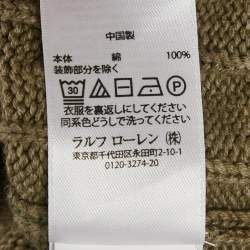 中国製
本体 綿 100%
装飾部分を除く
30 P
衣服を裏返しにしてください
同系色どうしで洗ってください
ラルフ ローレン (株)
東京都千代田区永田町2-10-1
0120-3274-20